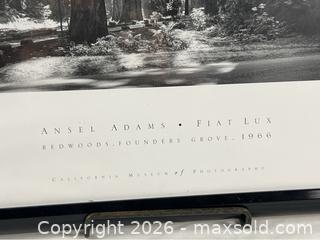 ANSEL ADAMS • FIAT LUX
REDWOODS, FOUNDERS GROVE, 1966
CALIFORNIA MUSEUM of PHOTOGRAPHY
Copyright 2026 - maxsold.com